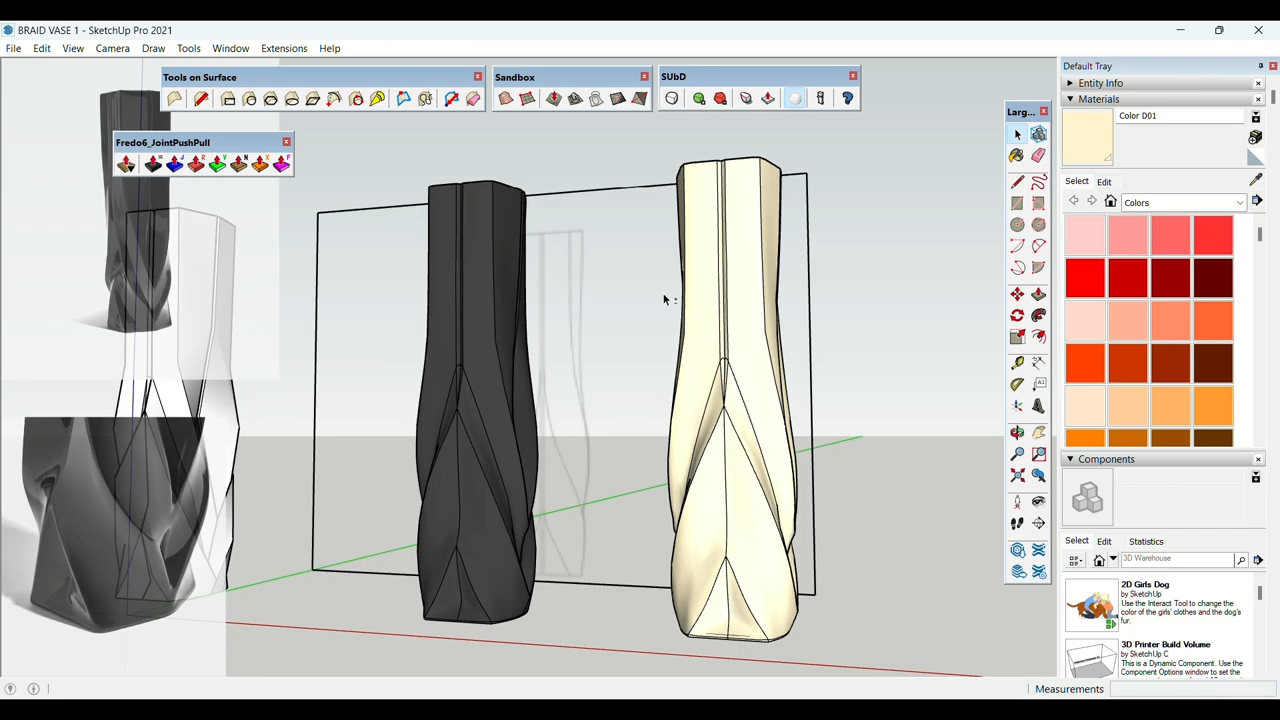 BRAID VASE 1 - SketchUp Pro 2021
File Edit View Camera Draw Tools Window Extensions Help
Tools on Surface
Sandbox
SUbD
Fredo6_JointPushPull
Larg...
Default Tray
Entity Info
Materials
Color D01
Select Edit
Colors
Components
Select Edit Statistics
3D Warehouse
2D Girls Dog
by SketchUp
Use the Interact Tool to change the
color of the girls' clothes and the dog's
fur.
3D Printer Build Volume
by SketchUp C
This is a Dynamic Component. Use the
Component Options window to set the
Measurements